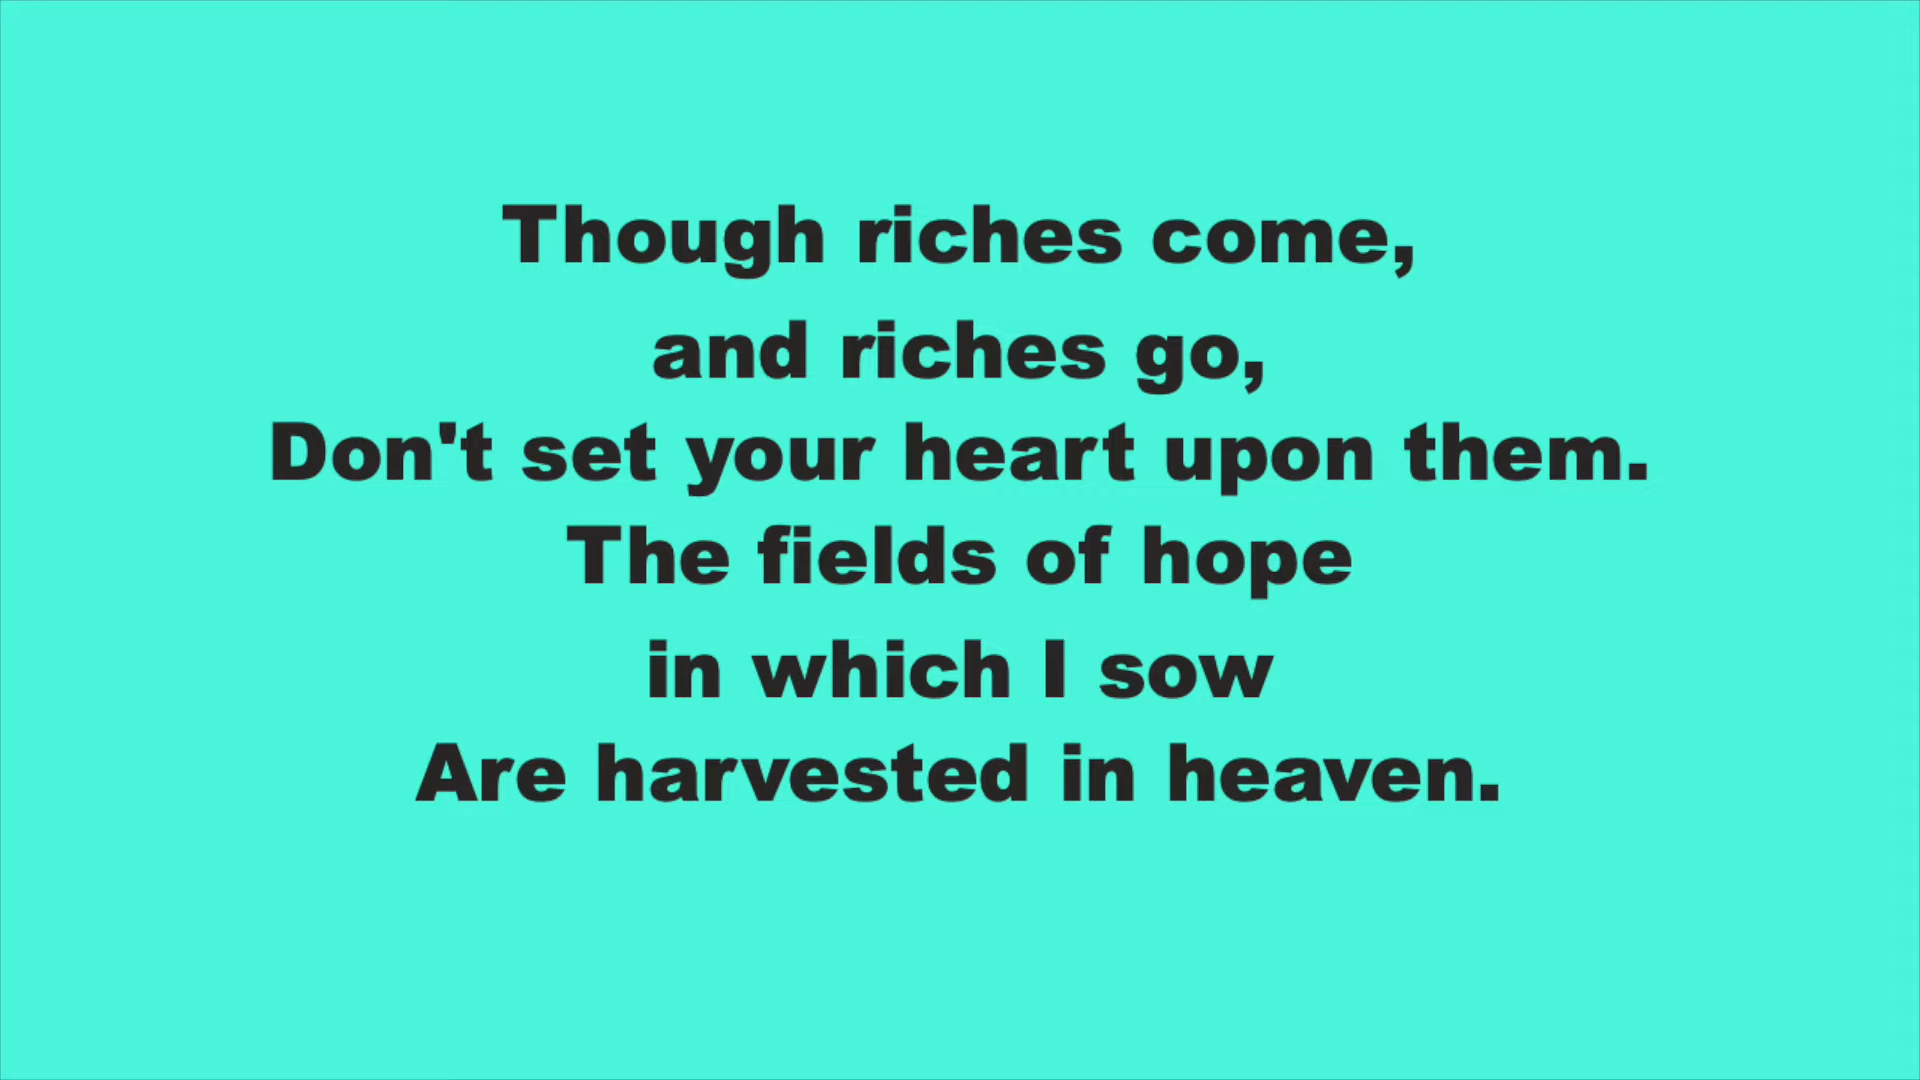 Though riches come,
and riches go,
Don't set your heart upon them.
The fields of hope
in which I sow
Are harvested in heaven.